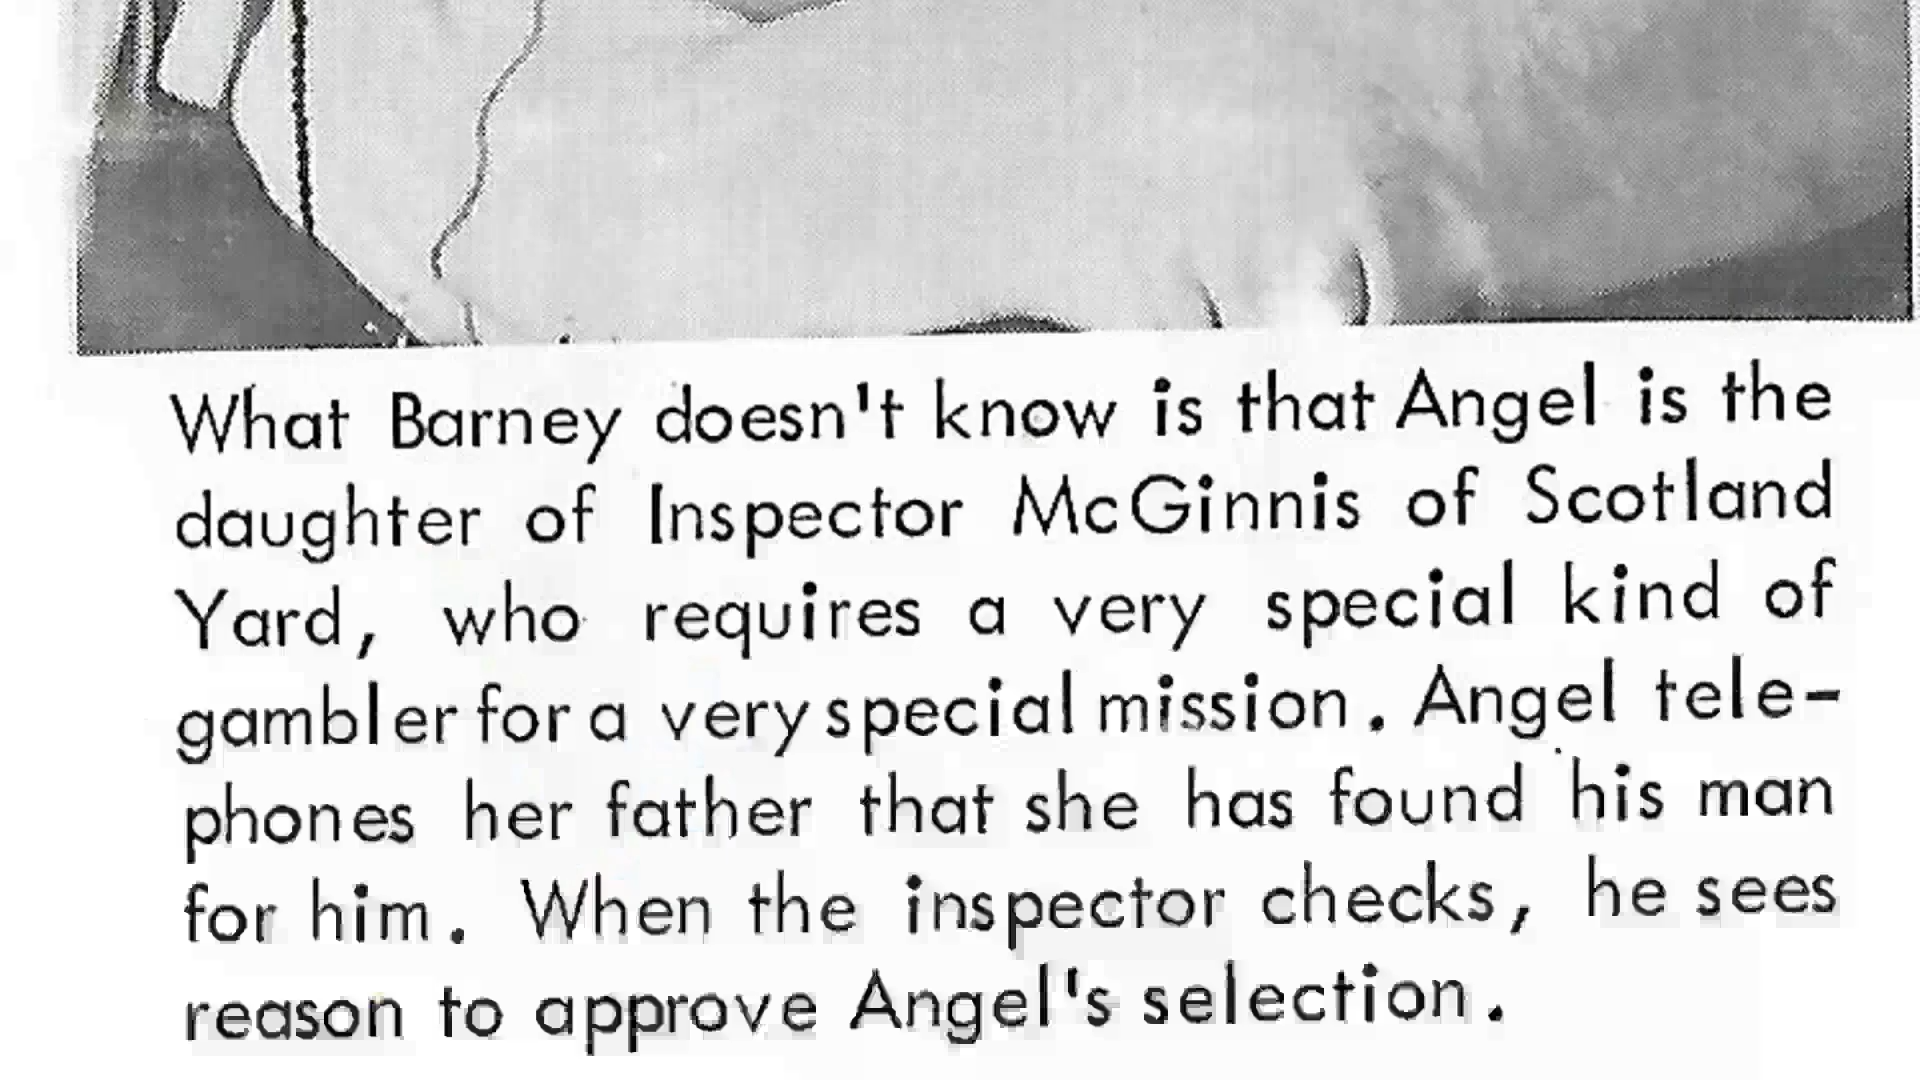 What Barney doesn't know is that Angel is the
daughter of Inspector McGinnis of Scotland
Yard, who requires a very special kind of
gambler for a very special mission. Angel tele-
phones her father that she has found his man
for him. When the inspector checks, he sees
reason to approve Angel's selection.